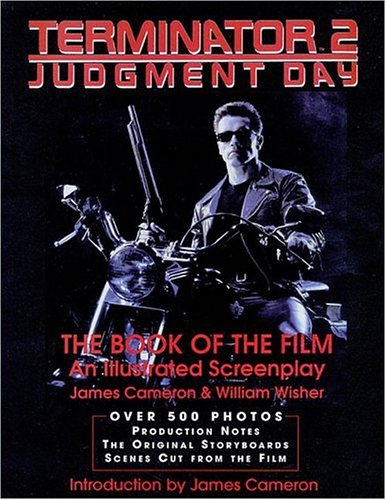 TERMINATOR™ 2
JUDGMENT DAY
THE BOOK OF THE FILM
An Illustrated Screenplay
James Cameron & William Wisher
OVER 500 PHOTOS
PRODUCTION NOTES
THE ORIGINAL STORYBOARDS
SCENES CUT FROM THE FILM
Introduction by James Cameron